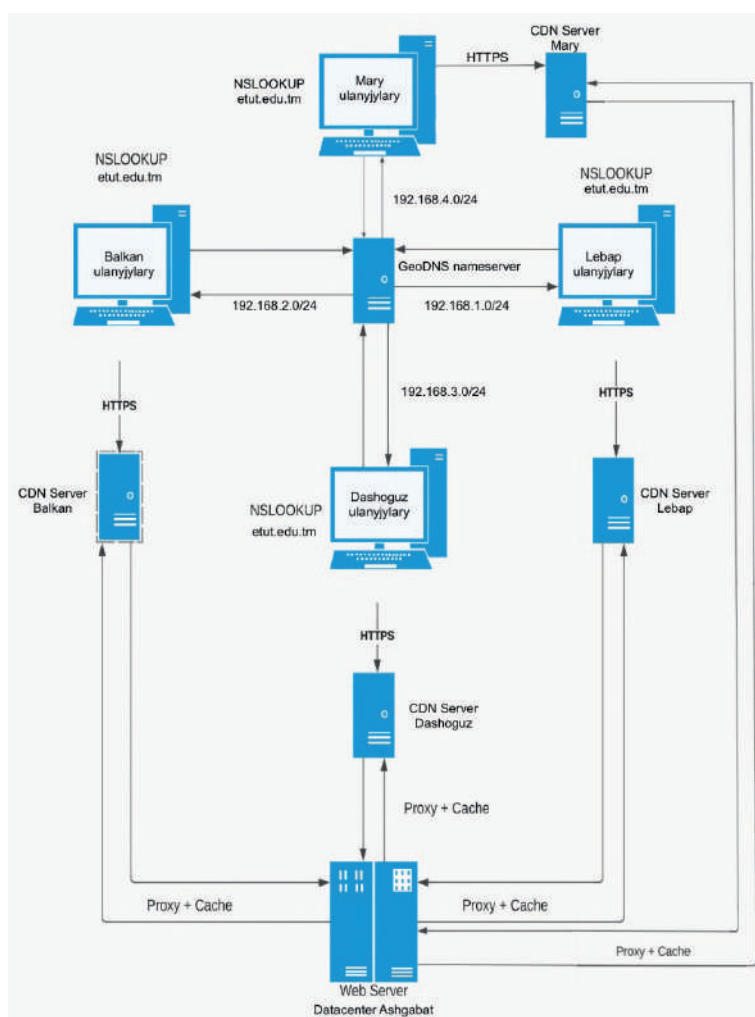 CDN Server
Mary
HTTPS
Mary
ulanyjylary
NSLOOKUP
etut.edu.tm
NSLOOKUP
etut.edu.tm
NSLOOKUP
etut.edu.tm
192.168.4.0/24
Balkan
ulanyjylary
GeoDNS nameserver
Lebap
ulanyjylary
192.168.2.0/24
192.168.1.0/24
192.168.3.0/24
HTTPS
HTTPS
CDN Server
Balkan
NSLOOKUP
etut.edu.tm
Dashoguz
ulanyjylary
CDN Server
Lebap
HTTPS
CDN Server
Dashoguz
Proxy + Cache
Proxy + Cache
Proxy + Cache
Proxy + Cache
Web Server
Datacenter Ashgabat